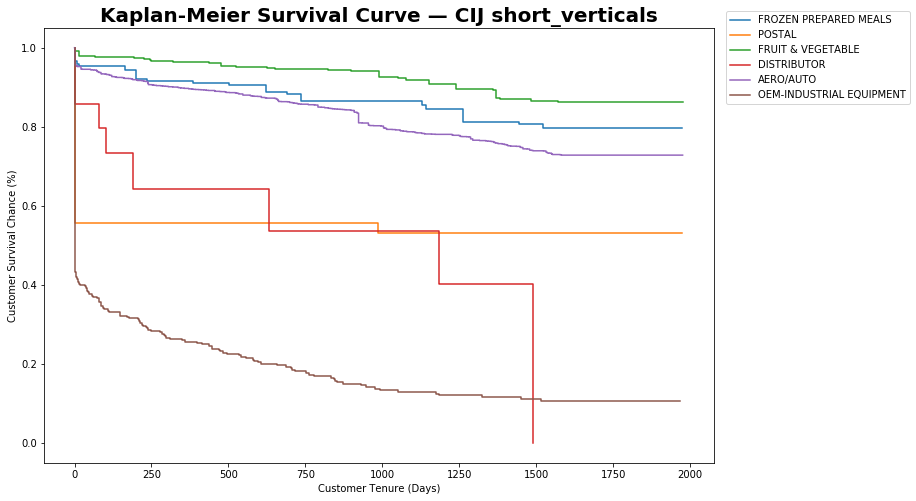 Kaplan-Meier Survival Curve — CIJ short_verticals
FROZEN PREPARED MEALS
POSTAL
FRUIT & VEGETABLE
DISTRIBUTOR
AERO/AUTO
OEM-INDUSTRIAL EQUIPMENT
Customer Survival Chance (%)
1.0
0.8
0.6
0.4
0.2
0.0
0 250 500 750 1000 1250 1500 1750 2000
Customer Tenure (Days)